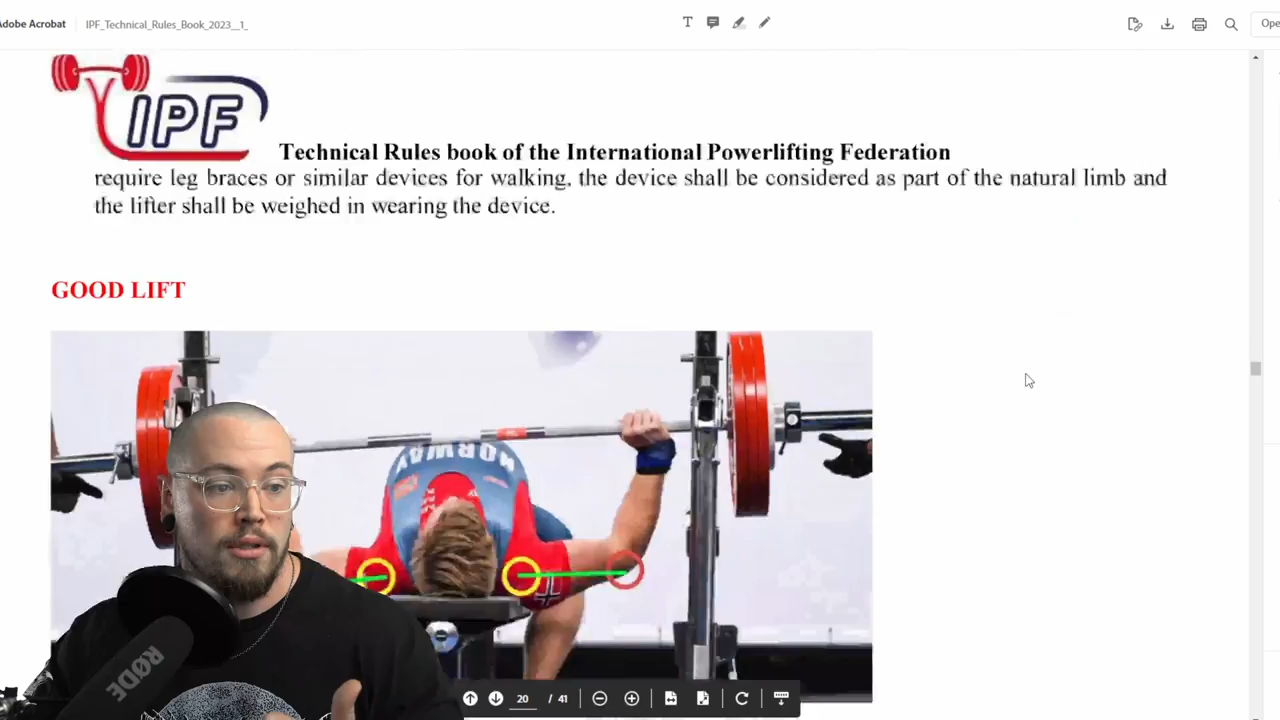 Adobe Acrobat
IPF_Technical_Rules_Book_2023__1_
Ope
IPF
Technical Rules book of the International Powerlifting Federation
require leg braces or similar devices for walking, the device shall be considered as part of the natural limb and
the lifter shall be weighed in wearing the device.
GOOD LIFT
NORWAY
RØDE
20 / 41